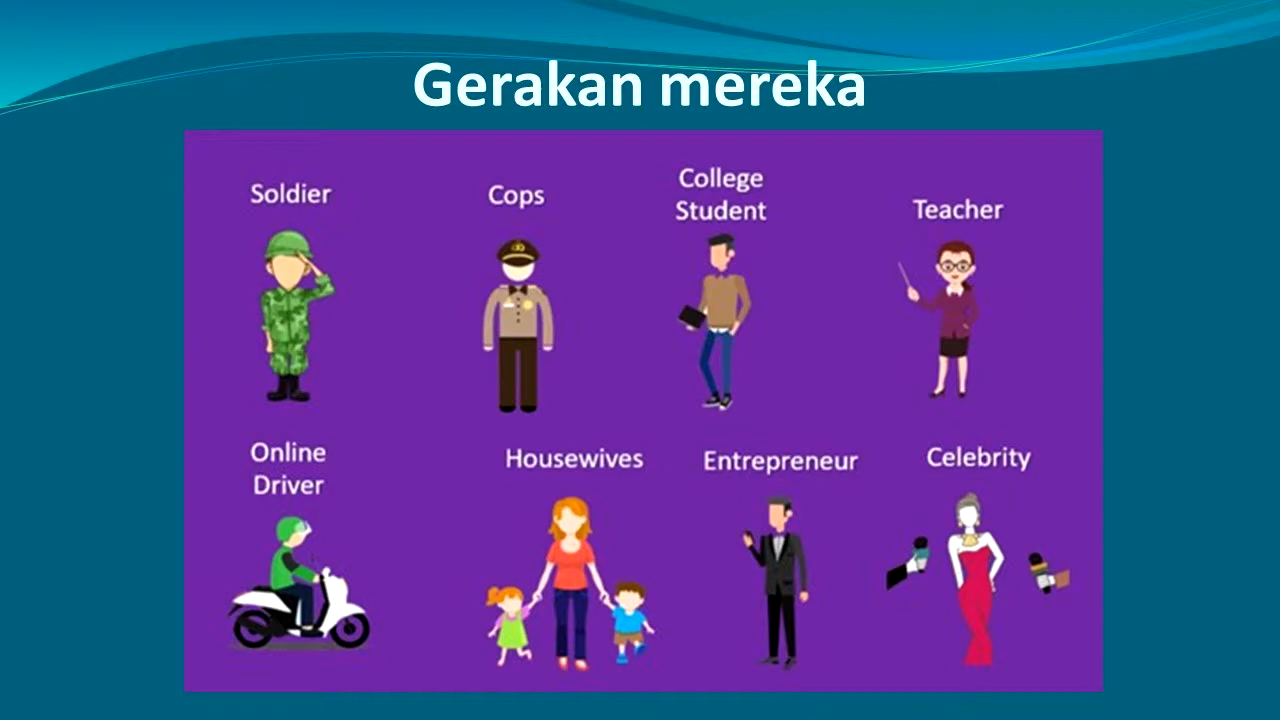 Gerakan mereka
Soldier
Cops
College
Student
Teacher
Online
Driver
Housewives
Entrepreneur
Celebrity